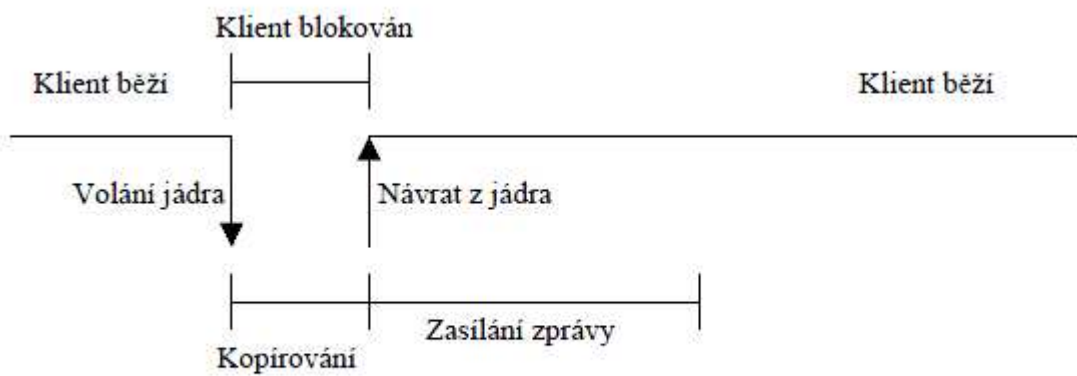 Klient blokován
Klient běží
Klient běží
Volání jádra
Návrat z jádra
Zasílání zprávy
Kopírování